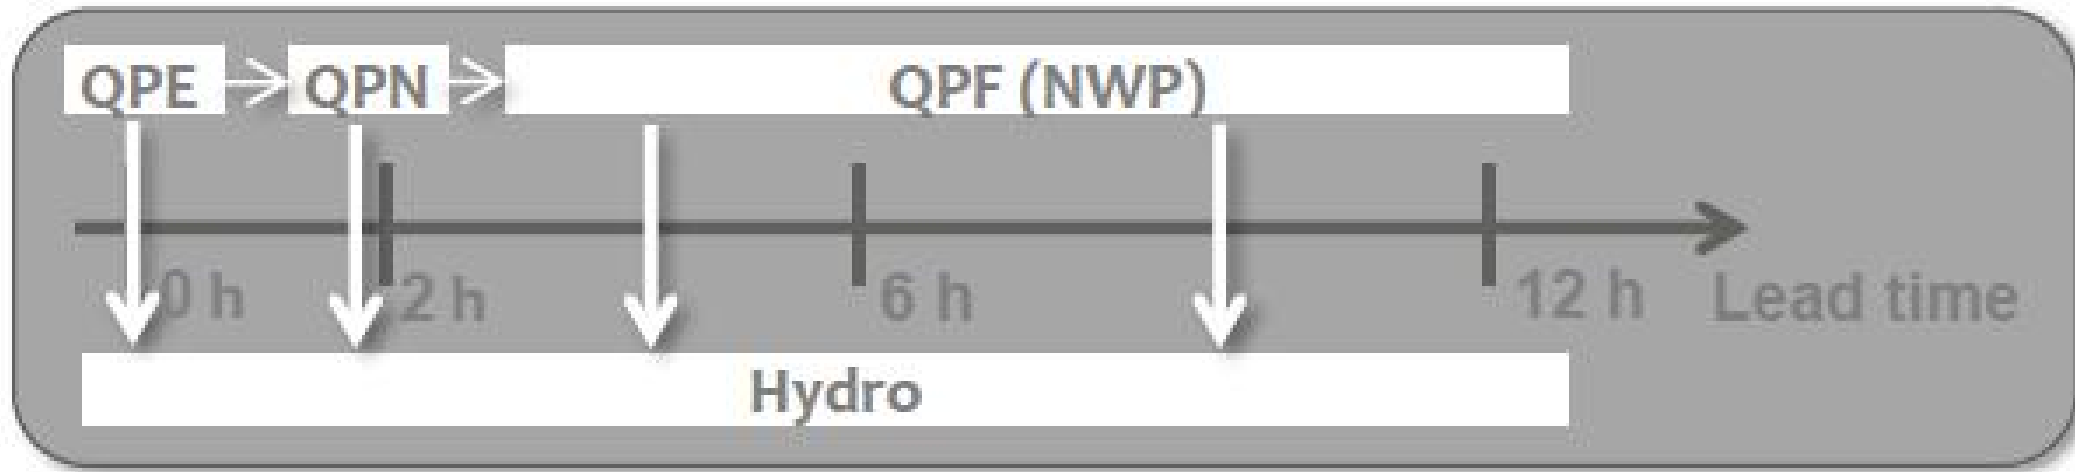 QPE QPN QPF (NWP)
0 h 2 h 6 h 12 h Lead time
Hydro